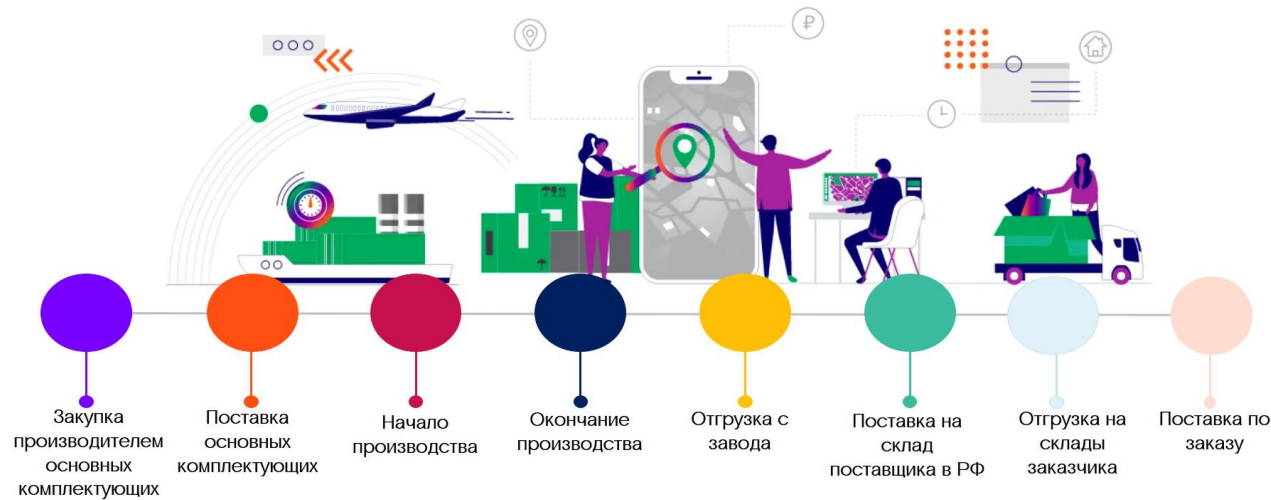 Закупка
производителем
основных
комплектующих
Поставка
основных
комплектующих
Начало
производства
Окончание
производства
Отгрузка с
завода
Поставка на
склад
поставщика в РФ
Отгрузка на
склады
заказчика
Поставка по
заказу